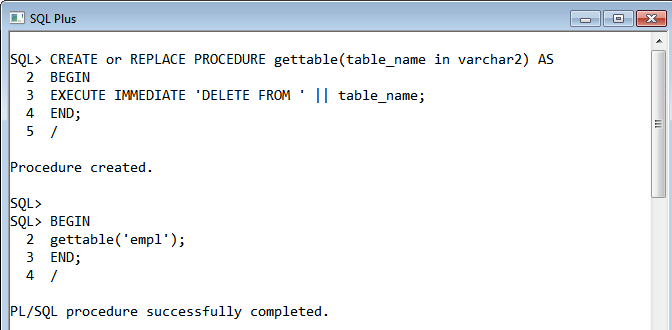 SQL Plus
SQL> CREATE or REPLACE PROCEDURE gettable(table_name in varchar2) AS
2 BEGIN
3 EXECUTE IMMEDIATE 'DELETE FROM ' || table_name;
4 END;
5 /
Procedure created.
SQL>
SQL> BEGIN
2 gettable('empl');
3 END;
4 /
PL/SQL procedure successfully completed.